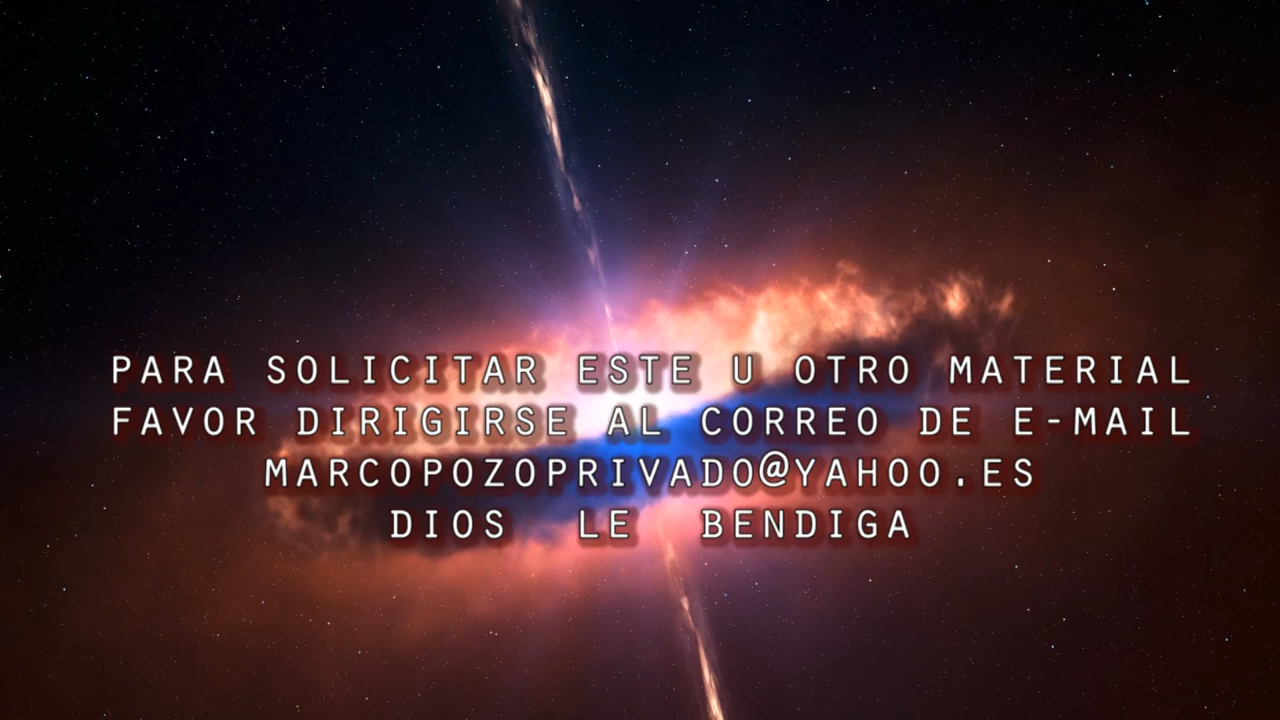 PARA SOLICITAR ESTE U OTRO MATERIAL
FAVOR DIRIGIRSE AL CORREO DE E-MAIL
MARCOPOZOPRIVADO@YAHOO.ES
DIOS LE BENDIGA